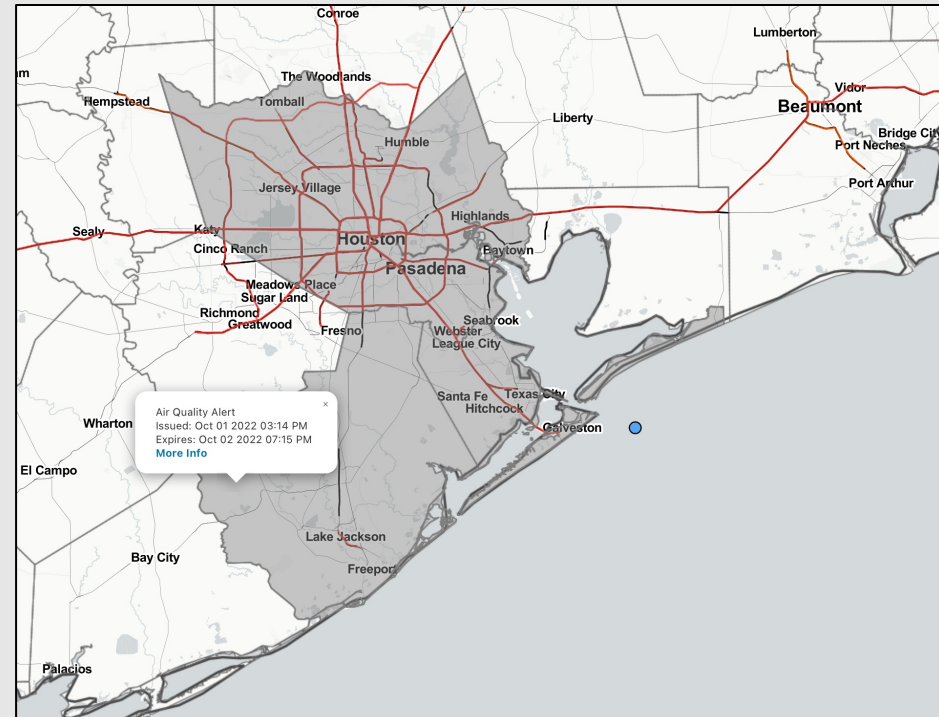 Conroe
Lumberton
The Woodlands
Hempstead
Tomball
Vidor
Beaumont
Liberty
Bridge City
Port Neches
Humble
Port Arthur
Jersey Village
Highlands
Katy
Sealy
Houston
Cinco Ranch
Baytown
Pasadena
Meadows Place
Sugar Land
Richmond
Greatwood
Fresno
Seabrook
Webster
League City
Santa Fe
Texas City
Hitchcock
Galveston
×
Air Quality Alert
Issued: Oct 01 2022 03:14 PM
Expires: Oct 02 2022 07:15 PM
More Info
Wharton
El Campo
Lake Jackson
Bay City
Freeport
Palacios